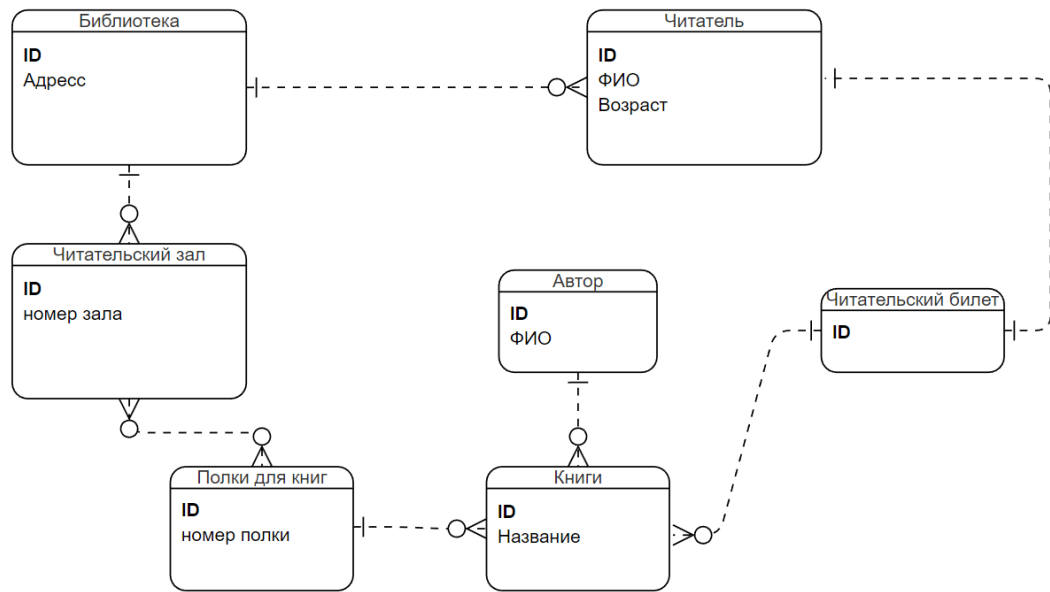 Библиотека
ID
Адресс
Читатель
ID
ФИО
Возраст
Читательский зал
ID
номер зала
Автор
ID
ФИО
Читательский билет
ID
Полки для книг
ID
номер полки
Книги
ID
Название